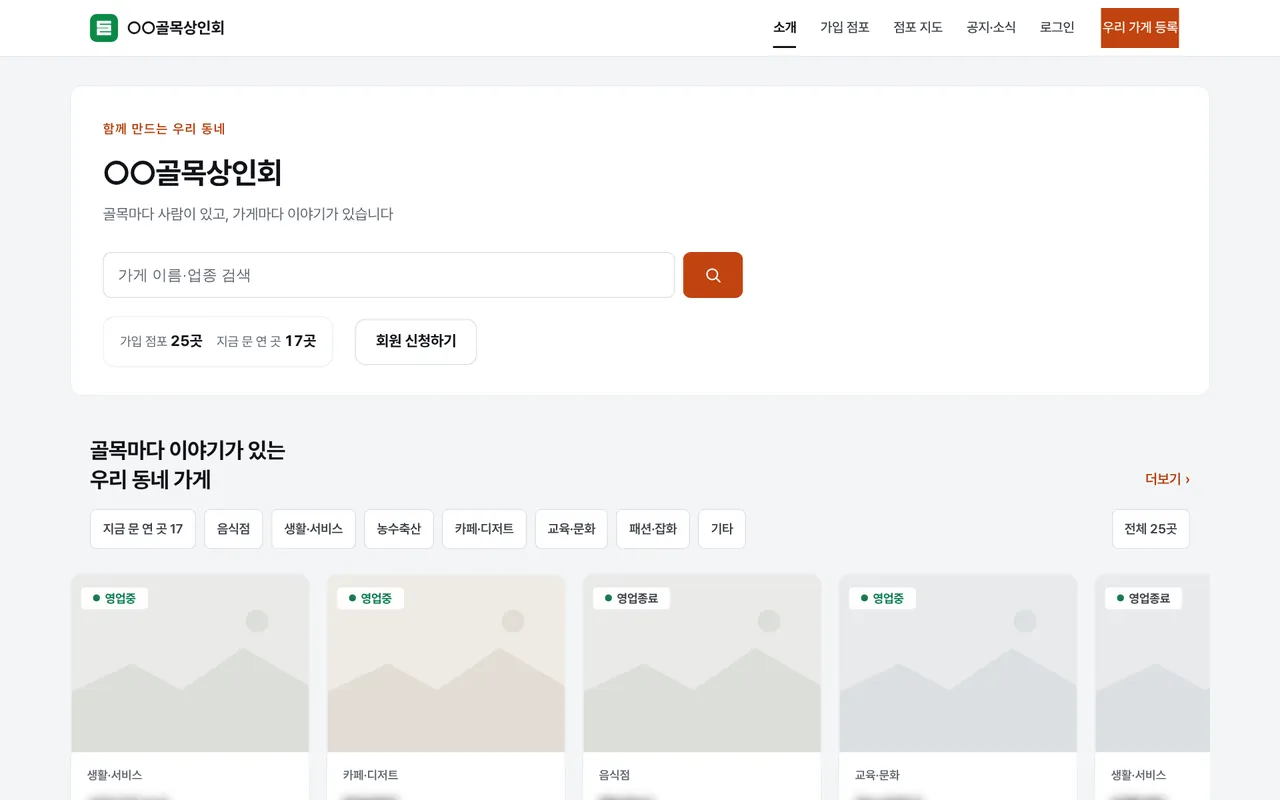 ○○골목상인회
소개 가입 점포 점포 지도 공지·소식 로그인 우리 가게 등록
함께 만드는 우리 동네
○○골목상인회
골목마다 사람이 있고, 가게마다 이야기가 있습니다
가게 이름·업종 검색
가입 점포 25곳 지금 문 연 곳 17곳 회원 신청하기
골목마다 이야기가 있는
우리 동네 가게
더보기 ›
지금 문 연 곳 17 음식점 생활·서비스 농수축산 카페·디저트 교육·문화 패션·잡화 기타 전체 25곳
영업중 영업중 영업종료 영업중 영업종료
생활·서비스 카페·디저트 음식점 교육·문화 생활·서비스